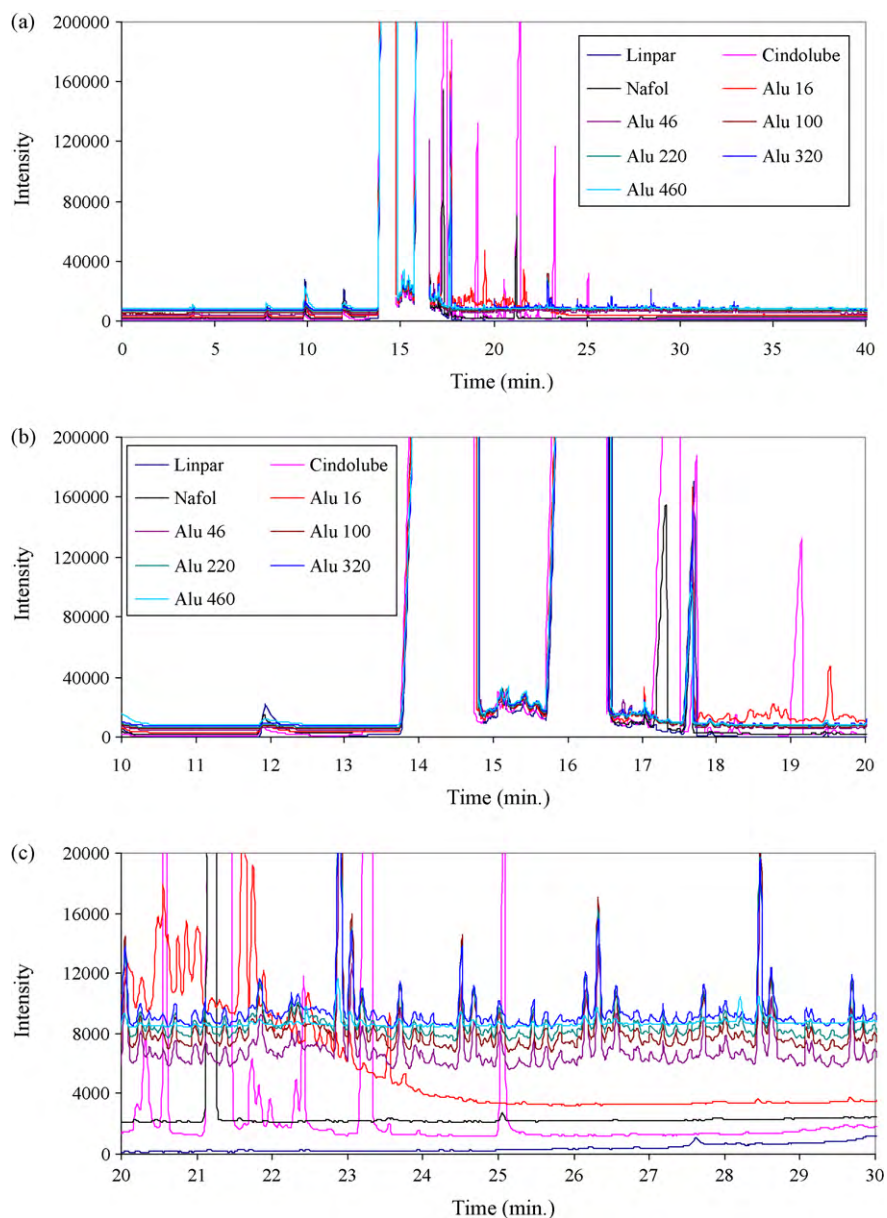 (a)
200000
160000
120000
80000
40000
0
Intensity
Linpar Cindolube
Nafol Alu 16
Alu 46 Alu 100
Alu 220 Alu 320
Alu 460
0 5 10 15 20 25 30 35 40
Time (min.)
(b)
200000
160000
120000
80000
40000
0
Intensity
Linpar Cindolube
Nafol Alu 16
Alu 46 Alu 100
Alu 220 Alu 320
Alu 460
10 11 12 13 14 15 16 17 18 19 20
Time (min.)
(c)
20000
16000
12000
8000
4000
0
Intensity
20 21 22 23 24 25 26 27 28 29 30
Time (min.)